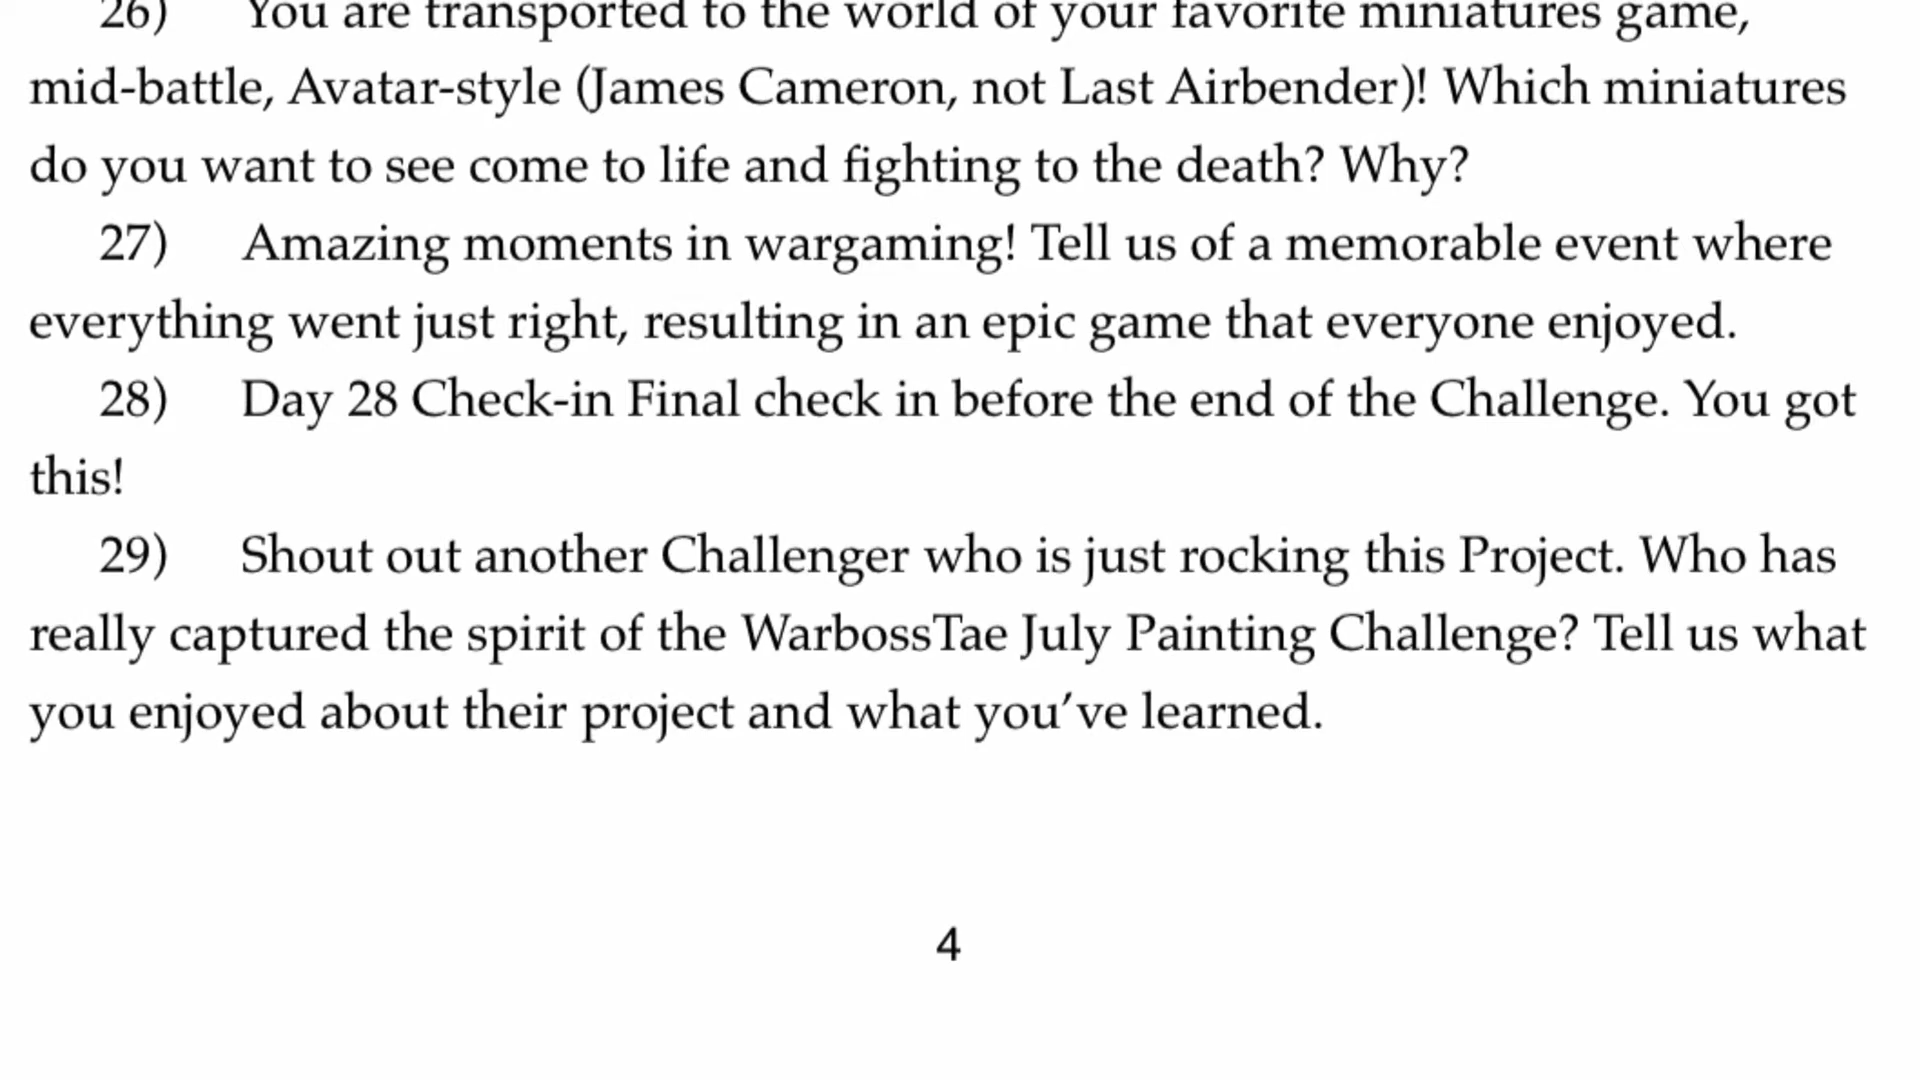 26) You are transported to the world of your favorite miniatures game,
mid-battle, Avatar-style (James Cameron, not Last Airbender)! Which miniatures
do you want to see come to life and fighting to the death? Why?
27) Amazing moments in wargaming! Tell us of a memorable event where
everything went just right, resulting in an epic game that everyone enjoyed.
28) Day 28 Check-in Final check in before the end of the Challenge. You got
this!
29) Shout out another Challenger who is just rocking this Project. Who has
really captured the spirit of the WarbossTae July Painting Challenge? Tell us what
you enjoyed about their project and what you’ve learned.
4